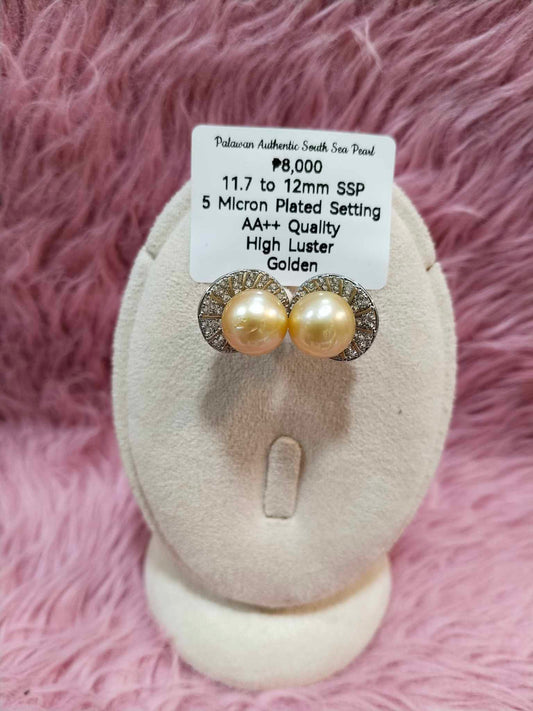 Palawan Authentic South Sea Pearl
₱8,000
11.7 to 12mm SSP
5 Micron Plated Setting
AA++ Quality
High Luster
Golden